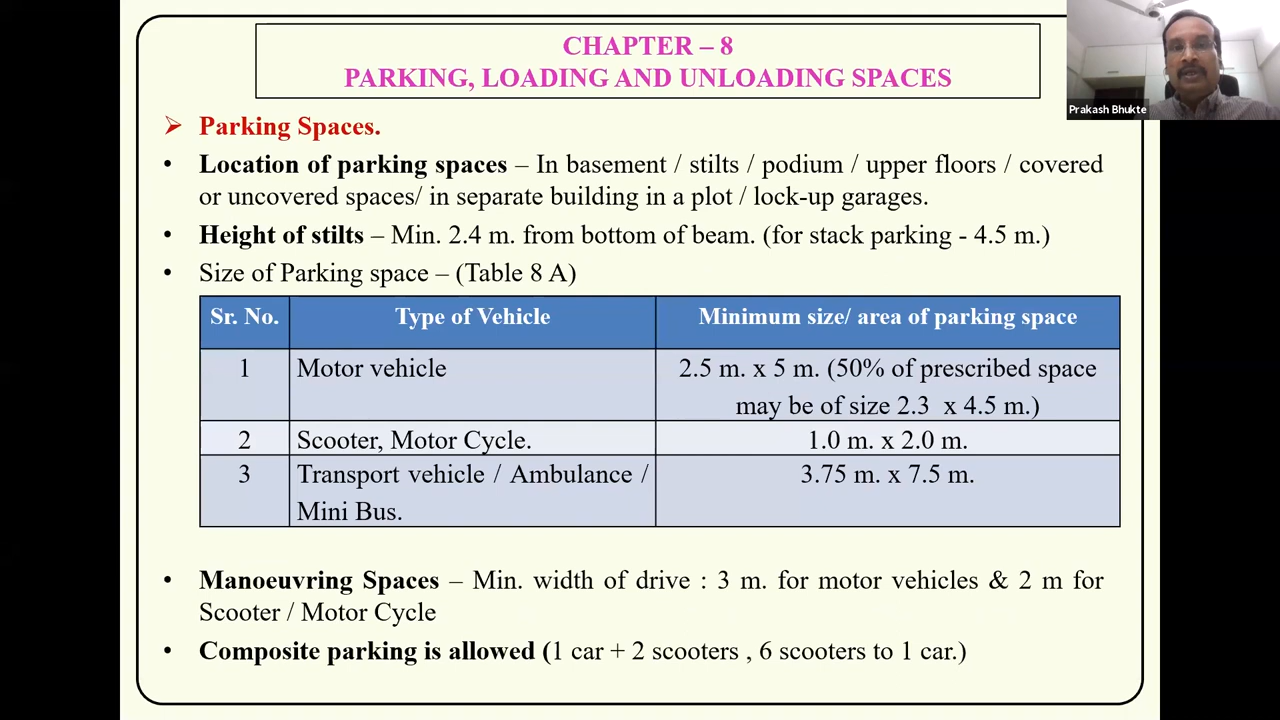 CHAPTER – 8
PARKING, LOADING AND UNLOADING SPACES
Prakash Bhukte
➢ Parking Spaces.
• Location of parking spaces – In basement / stilts / podium / upper floors / covered
or uncovered spaces/ in separate building in a plot / lock-up garages.
• Height of stilts – Min. 2.4 m. from bottom of beam. (for stack parking - 4.5 m.)
• Size of Parking space – (Table 8 A)
Sr. No. Type of Vehicle Minimum size/ area of parking space
1 Motor vehicle 2.5 m. x 5 m. (50% of prescribed space
may be of size 2.3 x 4.5 m.)
2 Scooter, Motor Cycle. 1.0 m. x 2.0 m.
3 Transport vehicle / Ambulance / 3.75 m. x 7.5 m.
Mini Bus.
• Manoeuvring Spaces – Min. width of drive : 3 m. for motor vehicles & 2 m for
Scooter / Motor Cycle
• Composite parking is allowed (1 car + 2 scooters , 6 scooters to 1 car.)